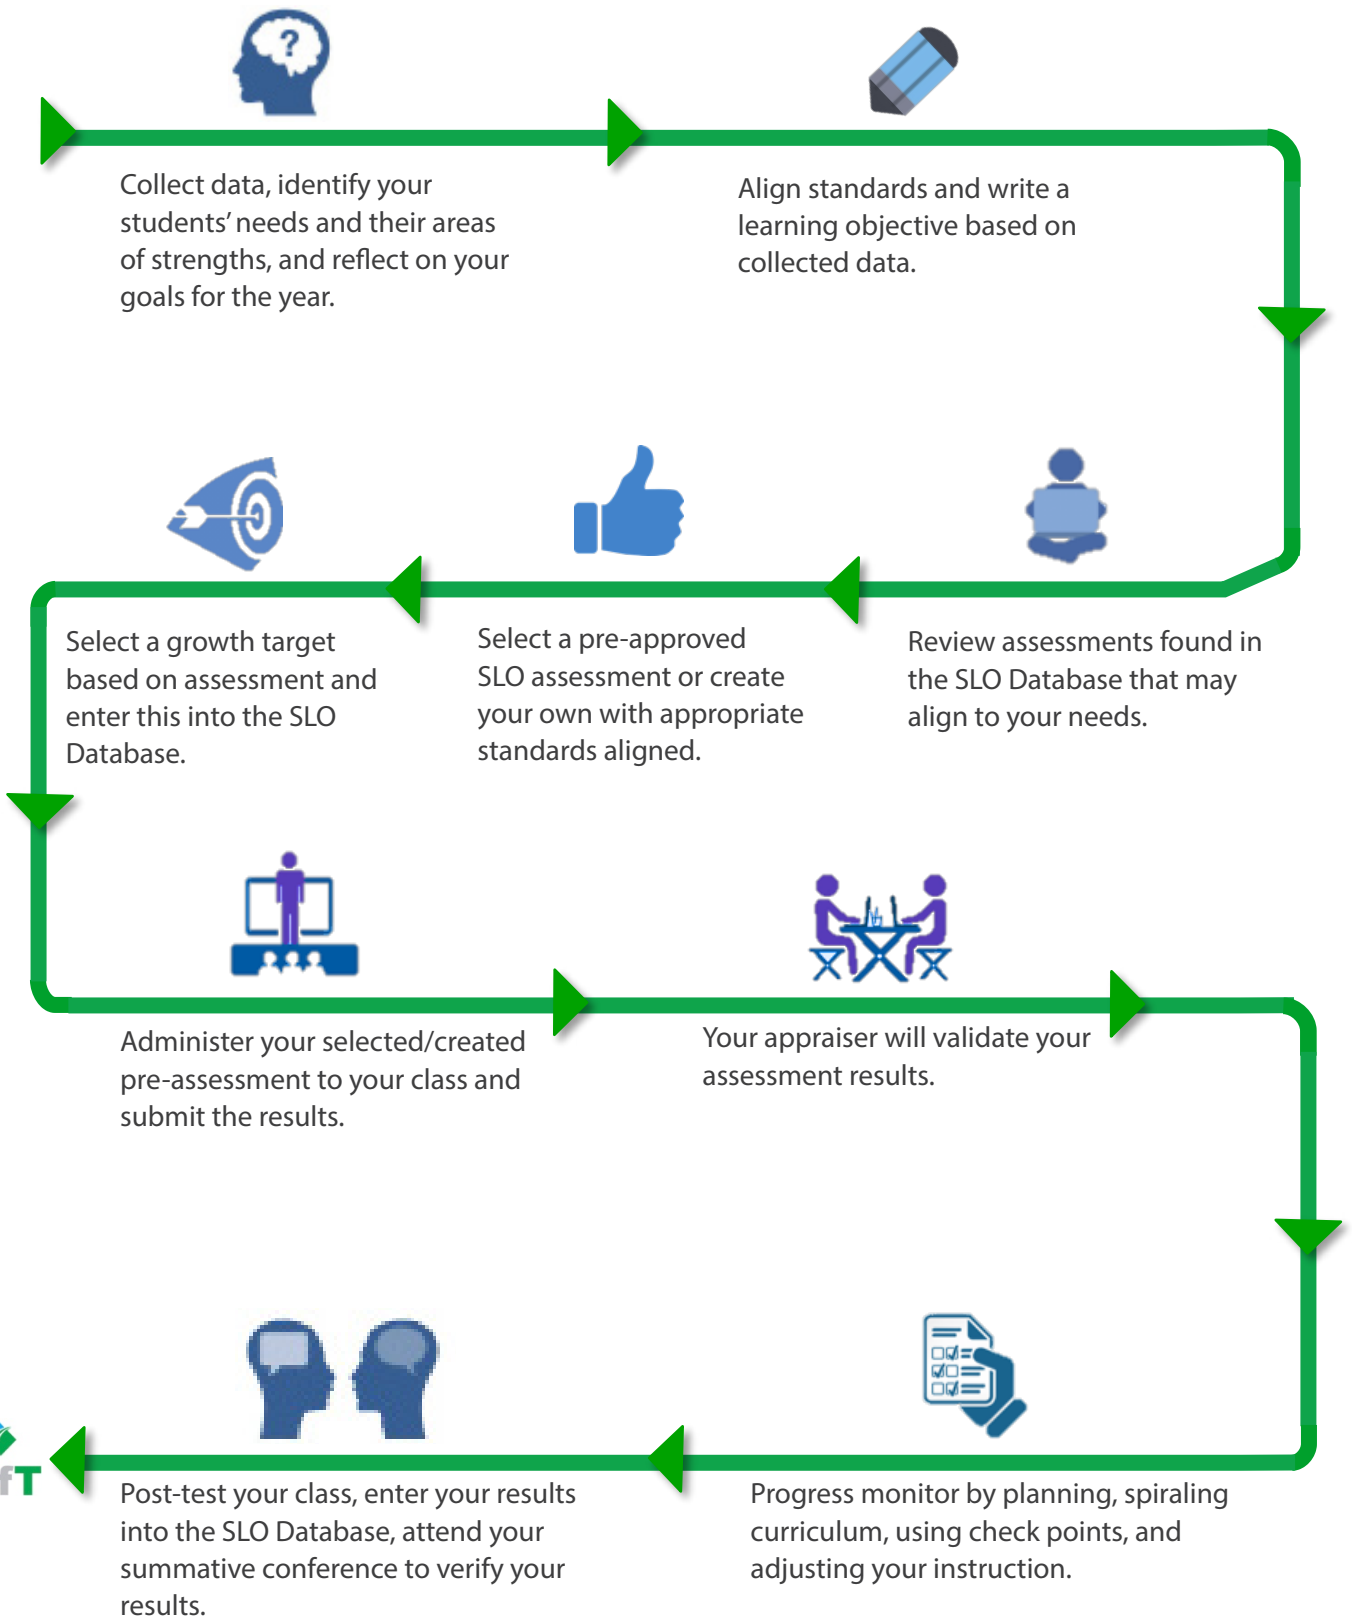 ?
Collect data, identify your
students’ needs and their areas
of strengths, and reflect on your
goals for the year.
Align standards and write a
learning objective based on
collected data.
Review assessments found in
the SLO Database that may
align to your needs.
Select a pre-approved
SLO assessment or create
your own with appropriate
standards aligned.
Select a growth target
based on assessment and
enter this into the SLO
Database.
Administer your selected/created
pre-assessment to your class and
submit the results.
Your appraiser will validate your
assessment results.
Progress monitor by planning, spiraling
curriculum, using check points, and
adjusting your instruction.
Post-test your class, enter your results
into the SLO Database, attend your
summative conference to verify your
results.
fT